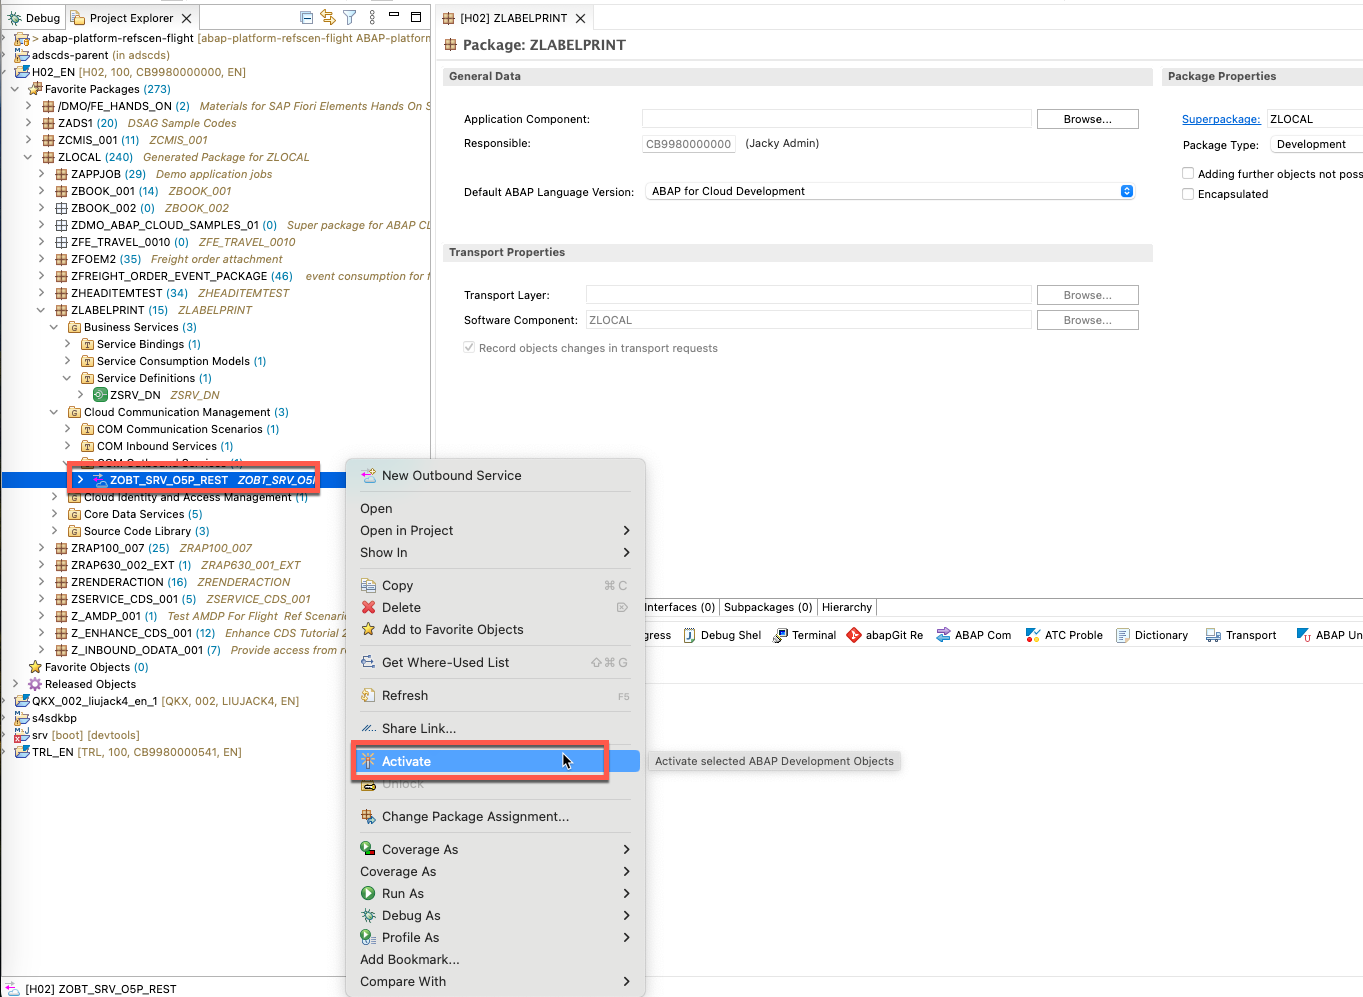 Debug
Project Explorer
> abap-platform-refscen-flight [abap-platform-refscen-flight ABAP-platform
adscds-parent (in adscds)
H02_EN [H02, 100, CB9980000000, EN]
Favorite Packages (273)
/DMO/FE_HANDS_ON (2) Materials for SAP Fiori Elements Hands On S
ZADS1 (20) DSAG Sample Codes
ZCMIS_001 (11) ZCMIS_001
ZLOCAL (240) Generated Package for ZLOCAL
ZAPPJOB (29) Demo application jobs
ZBOOK_001 (14) ZBOOK_001
ZBOOK_002 (0) ZBOOK_002
ZDMO_ABAP_CLOUD_SAMPLES_01 (0) Super package for ABAP CL
ZFE_TRAVEL_0010 (0) ZFE_TRAVEL_0010
ZFOEM2 (35) Freight order attachment
ZFREIGHT_ORDER_EVENT_PACKAGE (46) event consumption for f
ZHEADITEMTEST (34) ZHEADITEMTEST
ZLABELPRINT (15) ZLABELPRINT
Business Services (3)
Service Bindings (1)
Service Consumption Models (1)
Service Definitions (1)
ZSRV_DN ZSRV_DN
Cloud Communication Management (3)
COM Communication Scenarios (1)
COM Inbound Services (1)
COM Outbound Services (1)
ZOBT_SRV_O5P_REST ZOBT_SRV_O5P
Cloud Identity and Access Management (1)
Core Data Services (5)
Source Code Library (3)
ZRAP100_007 (25) ZRAP100_007
ZRAP630_002_EXT (1) ZRAP630_001_EXT
ZRENDERACTION (16) ZRENDERACTION
ZSERVICE_CDS_001 (5) ZSERVICE_CDS_001
Z_AMDP_001 (1) Test AMDP For Flight Ref Scenario
Z_ENHANCE_CDS_001 (12) Enhance CDS Tutorial 2
Z_INBOUND_ODATA_001 (7) Provide access from r
Favorite Objects (0)
Released Objects
QKX_002_liujack4_en_1 [QKX, 002, LIUJACK4, EN]
s4sdkbp
srv [boot] [devtools]
TRL_EN [TRL, 100, CB9980000541, EN]
[H02] ZOBT_SRV_O5P_REST
[H02] ZLABELPRINT
Package: ZLABELPRINT
General Data
Application Component:
Browse...
Responsible:
CB9980000000
(Jacky Admin)
Default ABAP Language Version:
ABAP for Cloud Development
Transport Properties
Transport Layer:
Browse...
Software Component:
ZLOCAL
Browse...
Record objects changes in transport requests
Package Properties
Superpackage:
ZLOCAL
Package Type:
Development
Adding further objects not poss
Encapsulated
New Outbound Service
Open
Open in Project
Show In
Copy ⌘ C
Delete ⌦
Add to Favorite Objects
Get Where-Used List ⇧ ⌘ G
Refresh F5
Share Link...
Activate
Unlock
Change Package Assignment...
Coverage As
Coverage As
Run As
Debug As
Profile As
Add Bookmark...
Compare With
Activate selected ABAP Development Objects
Interfaces (0)
Subpackages (0)
Hierarchy
gress
Debug Shel
Terminal
abapGit Re
ABAP Com
ATC Proble
Dictionary
Transport
ABAP Un